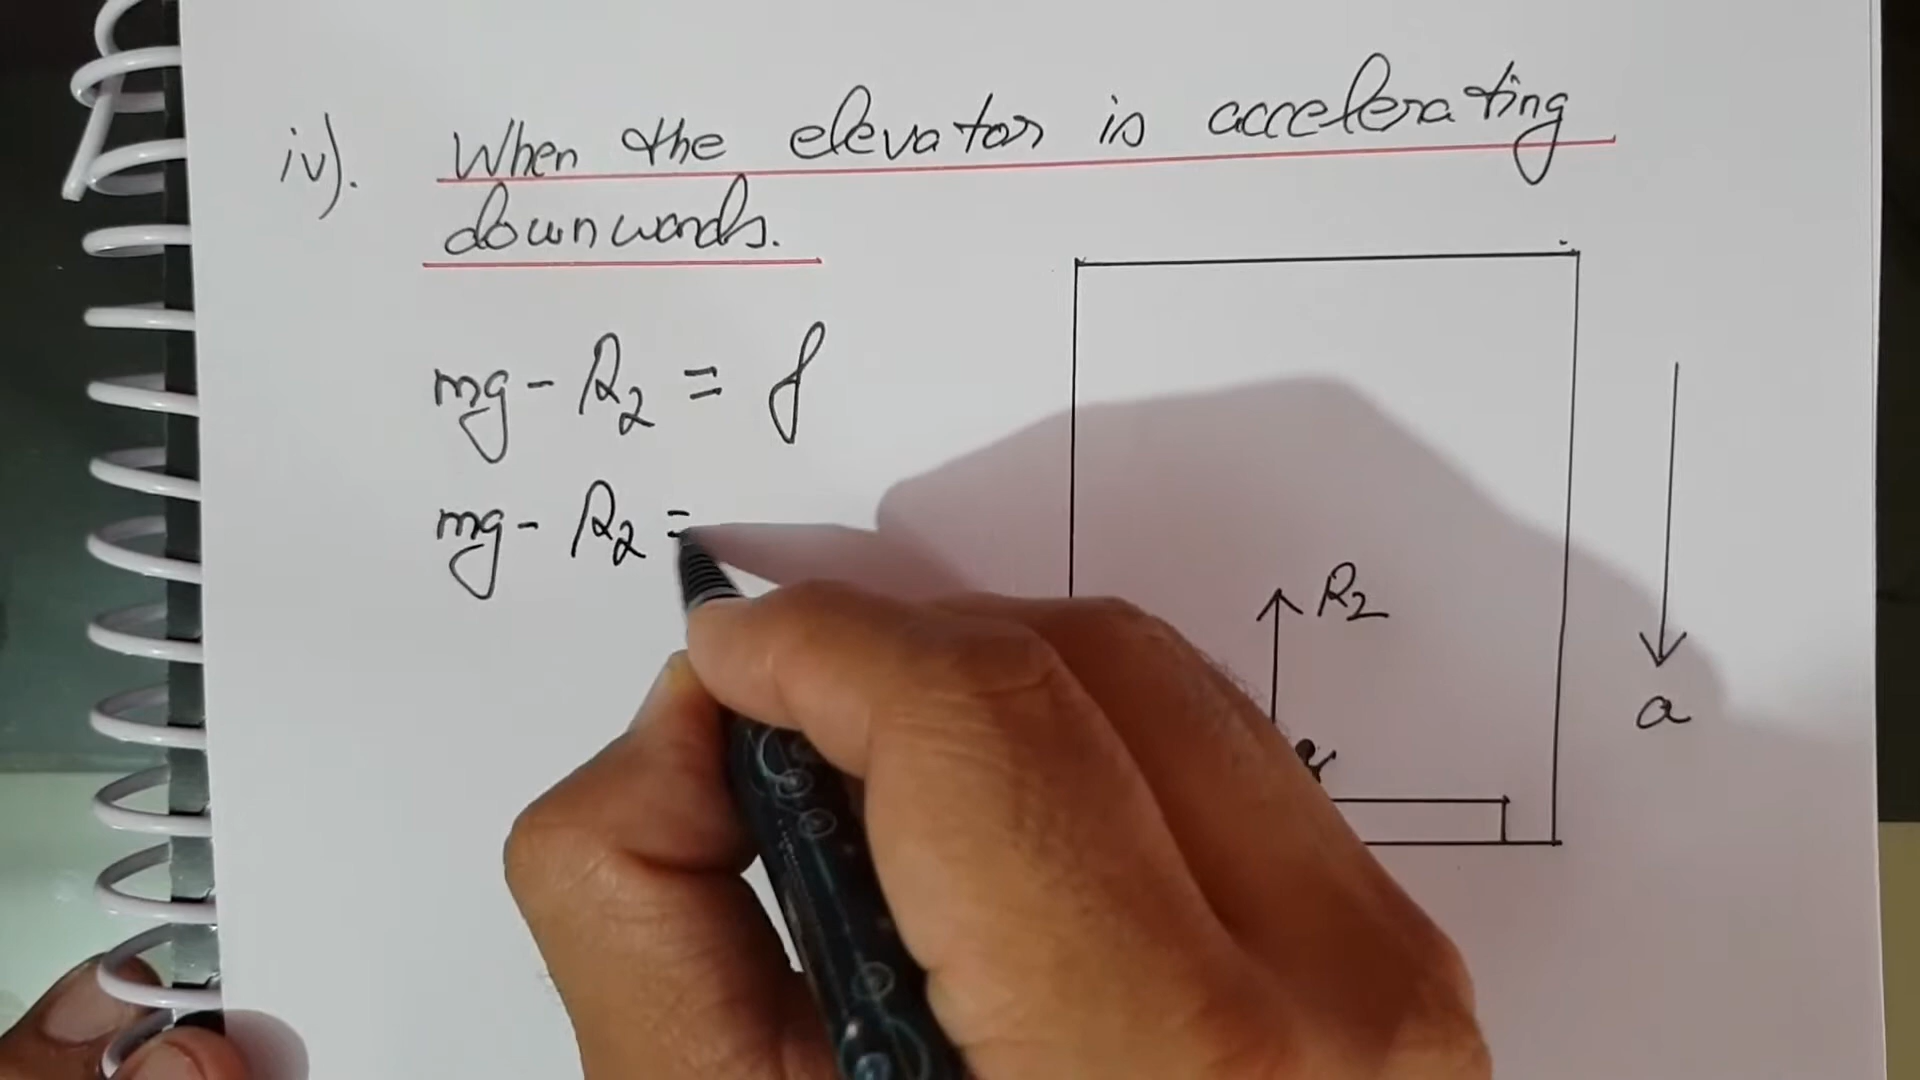 iv). When the elevator is accelerating
downwards.
mg - R2 = f
mg - R2 =
R2
a